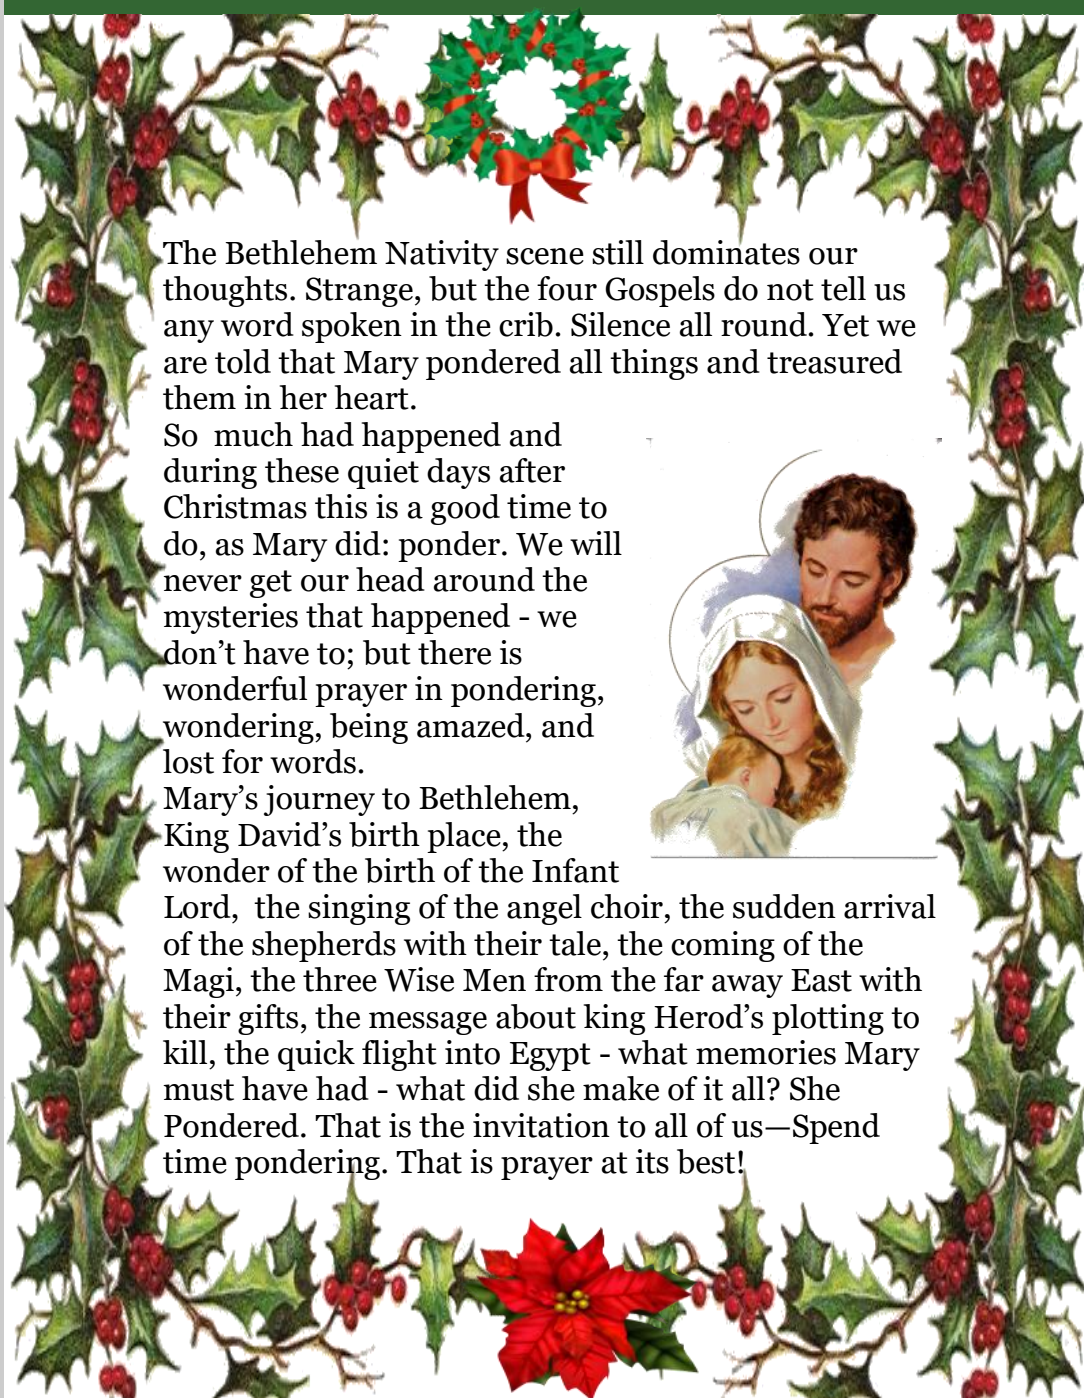 The Bethlehem Nativity scene still dominates our
thoughts. Strange, but the four Gospels do not tell us
any word spoken in the crib. Silence all round. Yet we
are told that Mary pondered all things and treasured
them in her heart.
So  much had happened and
during these quiet days after
Christmas this is a good time to
do, as Mary did: ponder. We will
never get our head around the
mysteries that happened - we
don’t have to; but there is
wonderful prayer in pondering,
wondering, being amazed, and
lost for words.
Mary’s journey to Bethlehem,
King David’s birth place, the
wonder of the birth of the Infant
Lord,  the singing of the angel choir, the sudden arrival
of the shepherds with their tale, the coming of the
Magi, the three Wise Men from the far away East with
their gifts, the message about king Herod’s plotting to
kill, the quick flight into Egypt - what memories Mary
must have had - what did she make of it all? She
Pondered. That is the invitation to all of us—Spend
time pondering. That is prayer at its best!